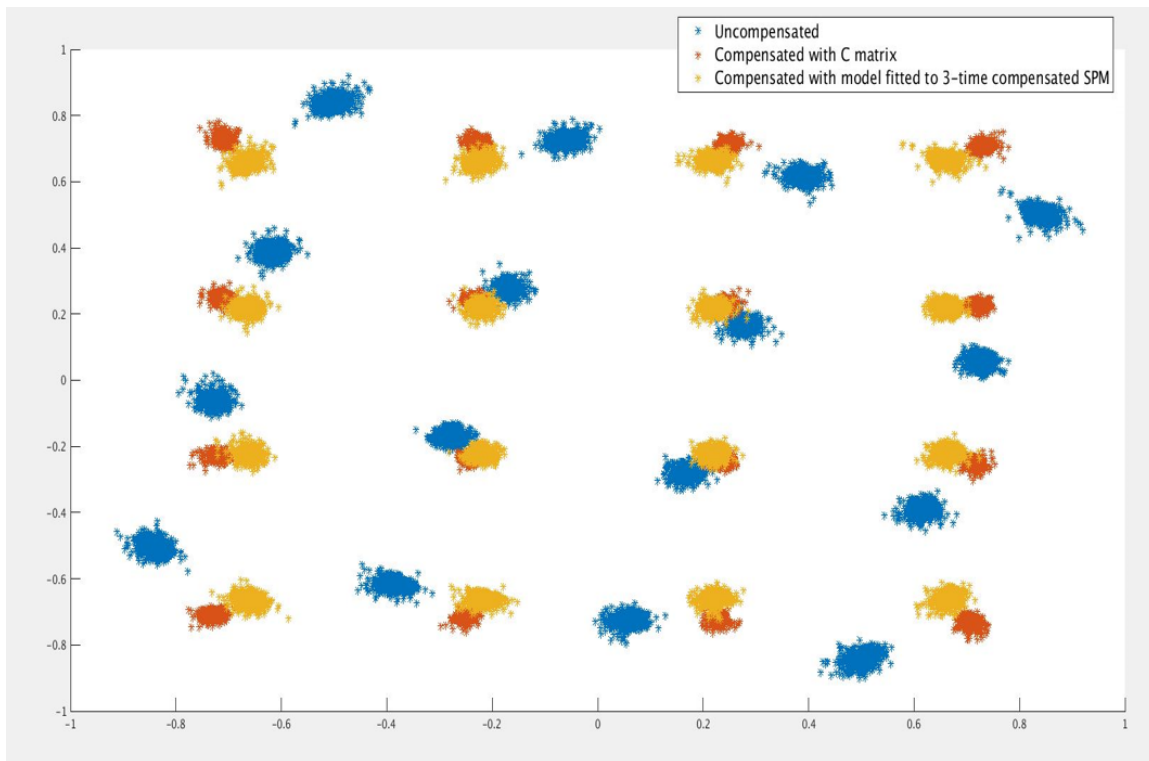 Uncompensated
Compensated with C matrix
Compensated with model fitted to 3-time compensated SPM
1
0.8
0.6
0.4
0.2
0
-0.2
-0.4
-0.6
-0.8
-1
-1 -0.8 -0.6 -0.4 -0.2 0 0.2 0.4 0.6 0.8 1